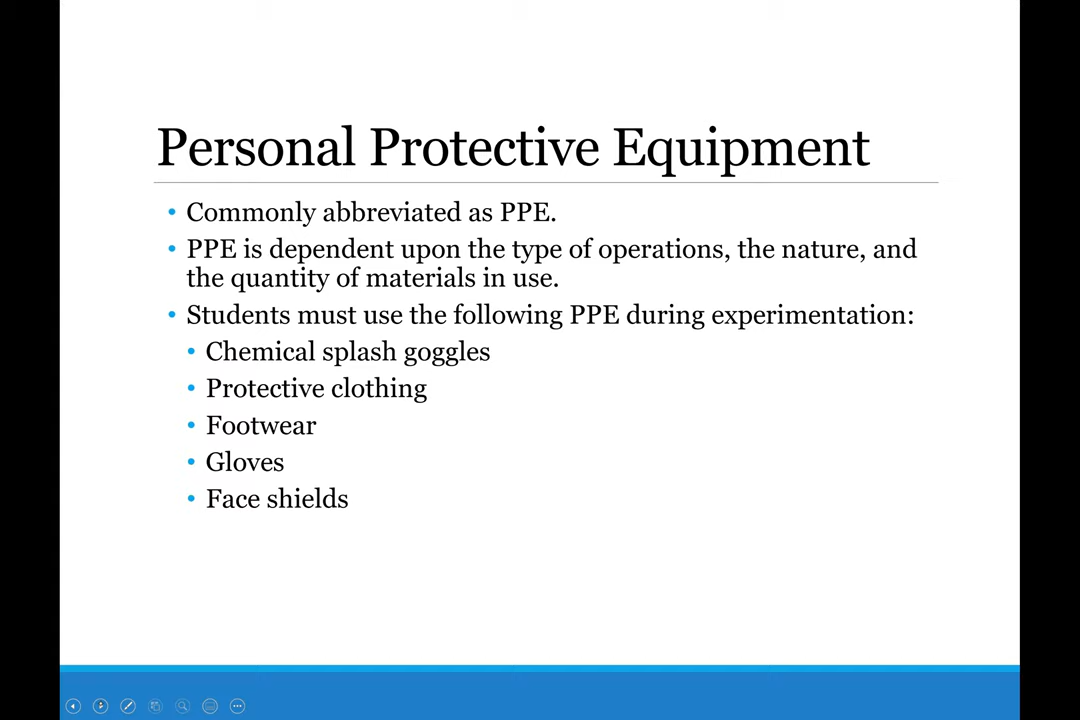 Personal Protective Equipment
• Commonly abbreviated as PPE.
• PPE is dependent upon the type of operations, the nature, and
the quantity of materials in use.
• Students must use the following PPE during experimentation:
• Chemical splash goggles
• Protective clothing
• Footwear
• Gloves
• Face shields